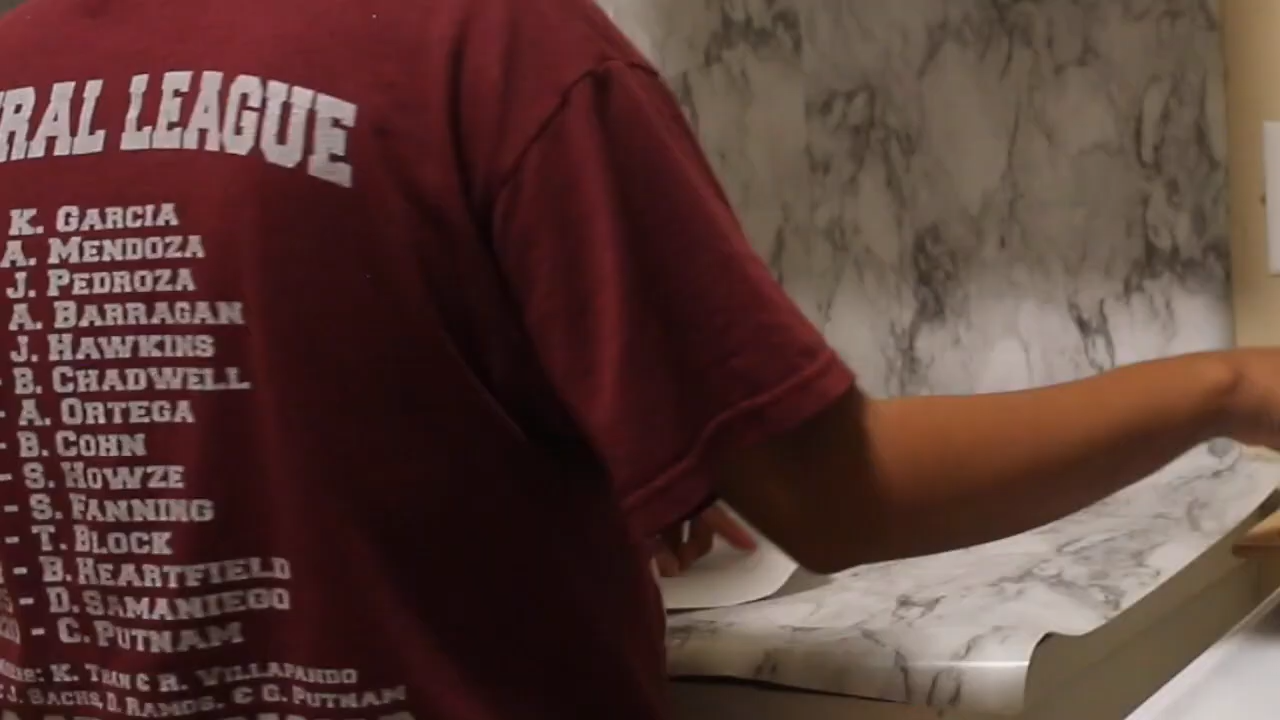 RAL LEAGUE
K. GARCIA
A. MENDOZA
J. PEDROZA
A. BARRAGAN
J. HAWKINS
- B. CHADWELL
- A. ORTEGA
- B. COHN
- S. HOWZE
- S. FANNING
- T. BLOCK
- B. HEARTFIELD
- D. SAMANIEGO
- C. PUTNAM
K. TRAN & R. VILLAPANDO
J. BACHS, D. RAMOS, & G. PUTNAM